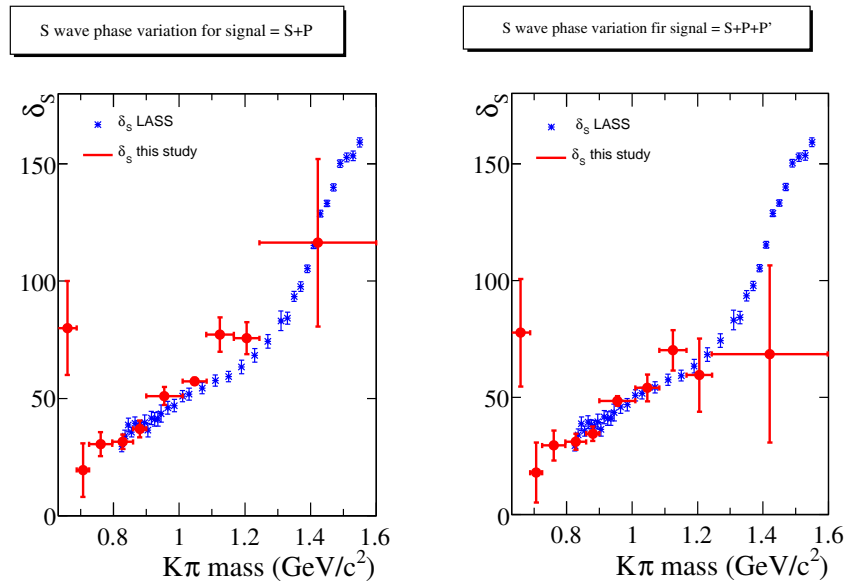 S wave phase variation for signal = S+P
S wave phase variation fir signal = S+P+P'
δS
150
100
50
0
δS LASS
δS this study
0.8 1 1.2 1.4 1.6
Kπ mass (GeV/c²)
δS
150
100
50
0
δS LASS
δS this study
0.8 1 1.2 1.4 1.6
Kπ mass (GeV/c²)